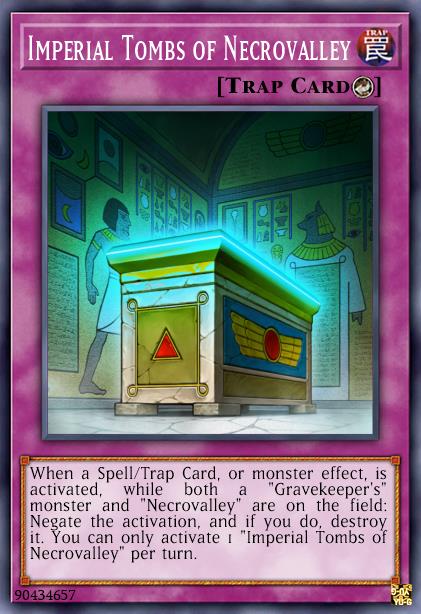 Imperial Tombs of Necrovalley
TRAP
罠
[Trap Card]
When a Spell/Trap Card, or monster effect, is
activated, while both a "Gravekeeper's"
monster and "Necrovalley" are on the field:
Negate the activation, and if you do, destroy
it. You can only activate 1 "Imperial Tombs of
Necrovalley" per turn.
90434657